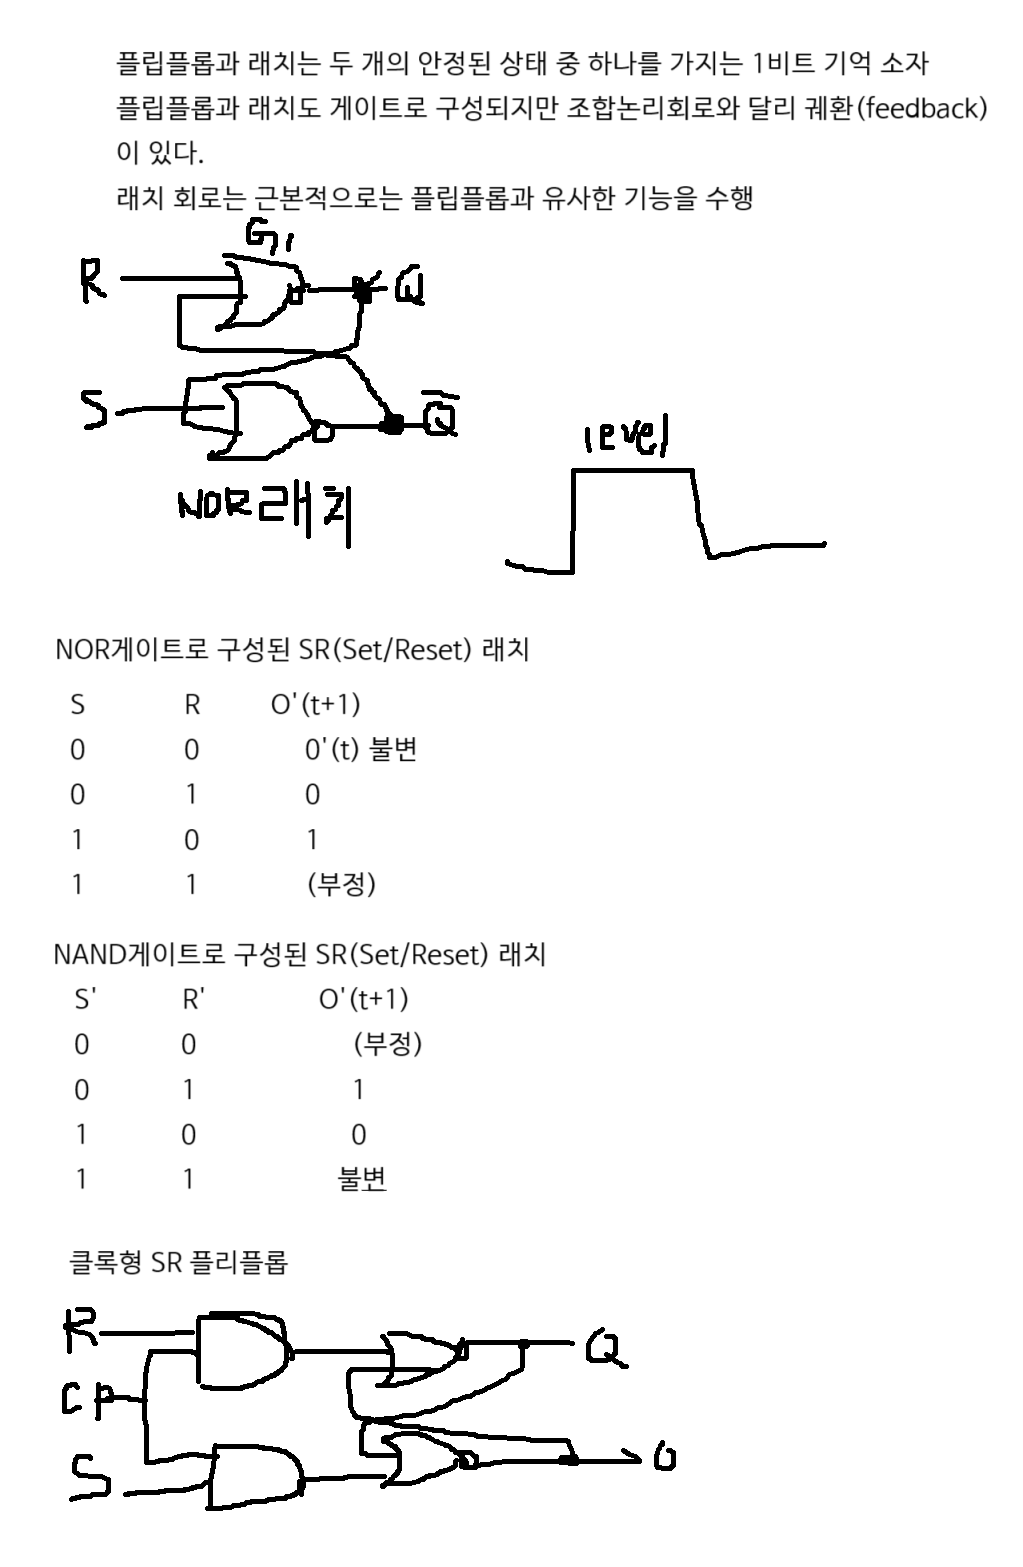 플립플롭과 래치는 두 개의 안정된 상태 중 하나를 가지는 1비트 기억 소자
플립플롭과 래치도 게이트로 구성되지만 조합논리회로와 달리 궤환(feedback)
이 있다.
래치 회로는 근본적으로는 플립플롭과 유사한 기능을 수행
G1
R Q
S Q̅
level
NOR래치
NOR게이트로 구성된 SR(Set/Reset) 래치
S R O'(t+1)
0 0 0'(t) 불변
0 1 0
1 0 1
1 1 (부정)
NAND게이트로 구성된 SR(Set/Reset) 래치
S' R' O'(t+1)
0 0 (부정)
0 1 1
1 0 0
1 1 불변
클록형 SR 플리플롭
R Q
CP
S 0